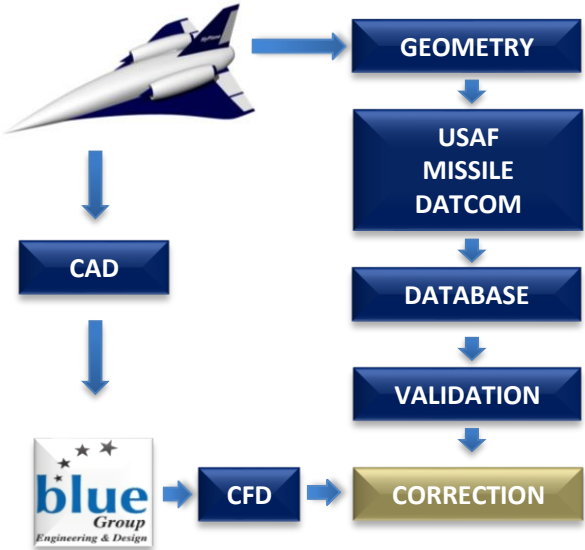 GEOMETRY
USAF
MISSILE
DATCOM
CAD
DATABASE
VALIDATION
blue
Group
Engineering & Design
CFD
CORRECTION